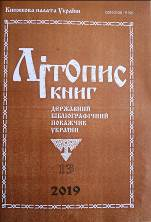 Книжкова палата України
Літопис
книг
Державний
бібліографічний
покажчик
України
13
2019